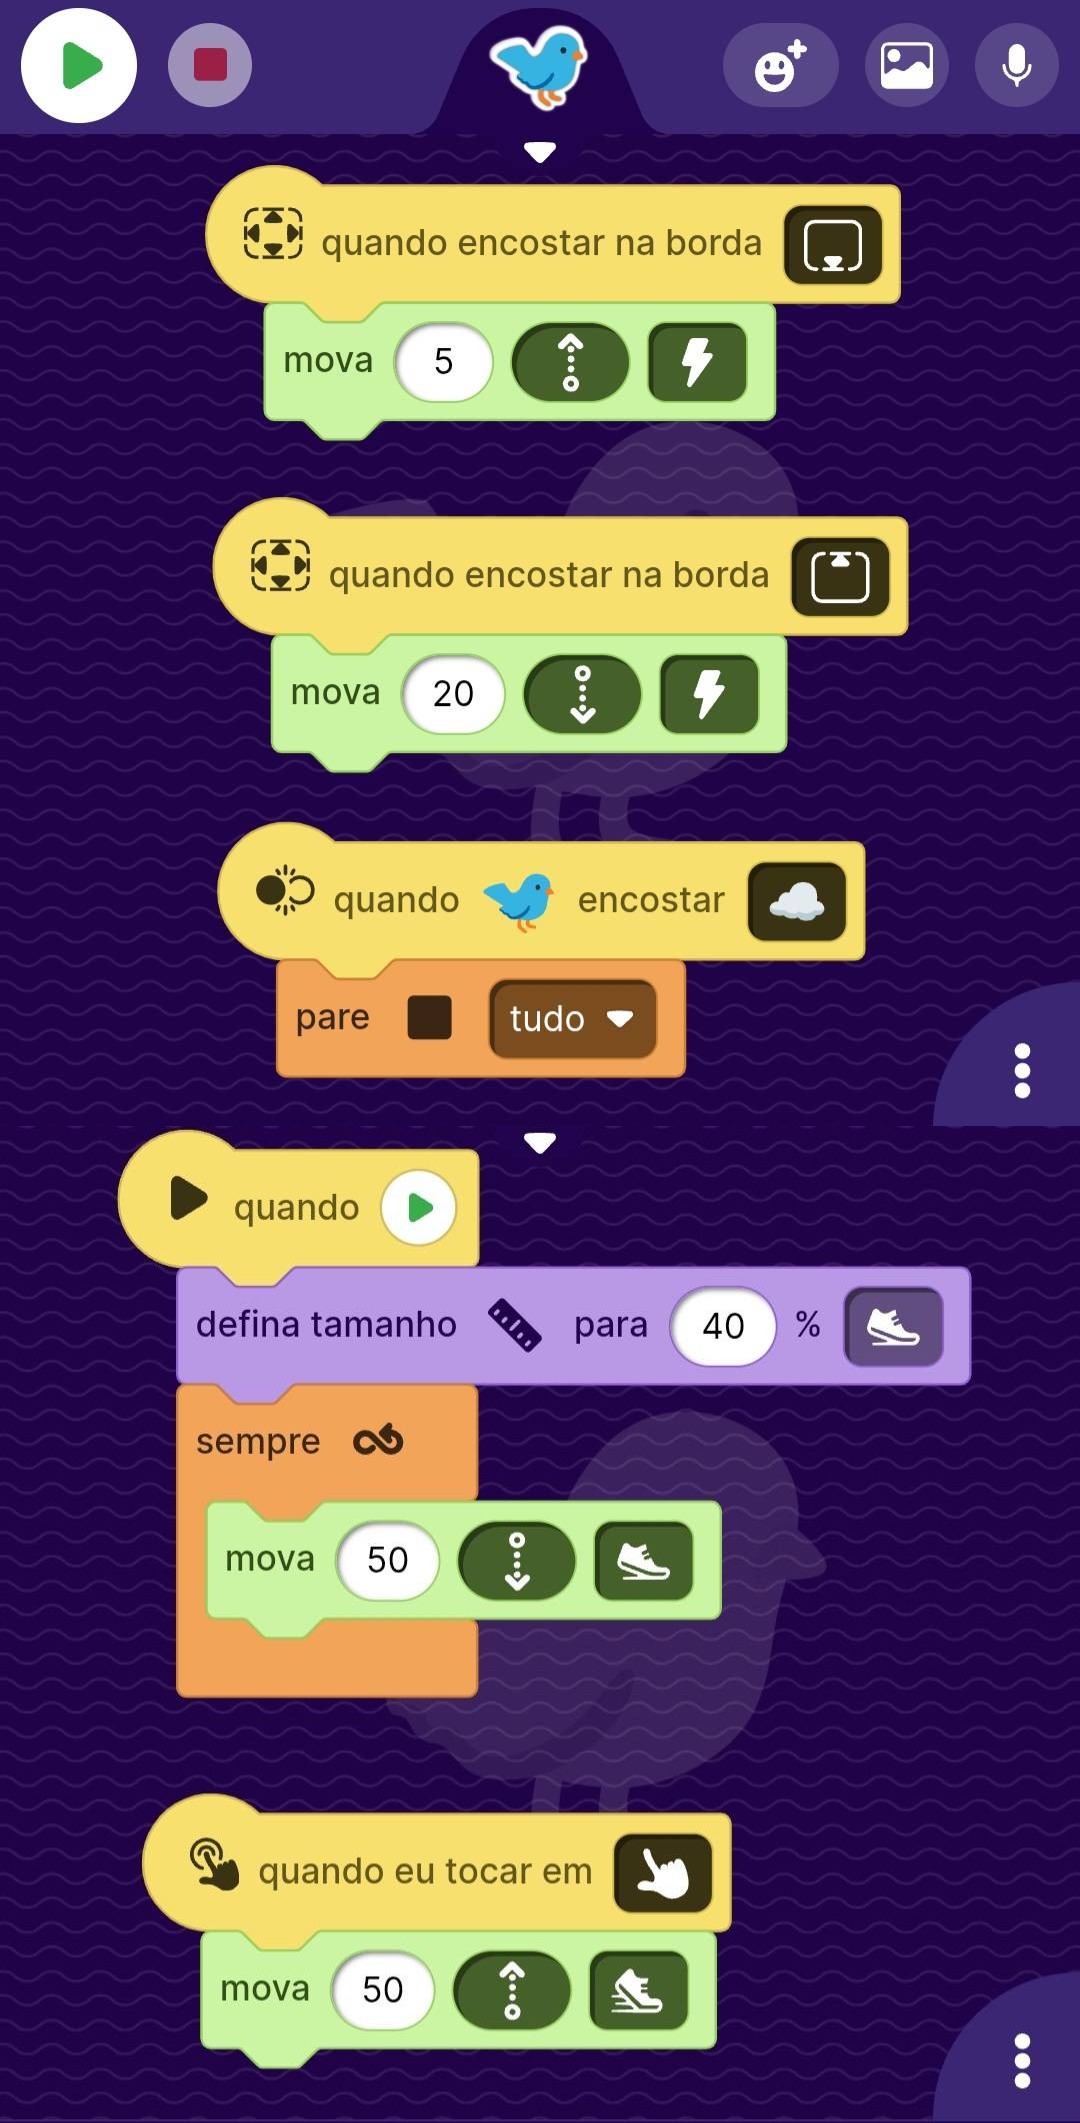 quando encostar na borda
mova 5
quando encostar na borda
mova 20
quando encostar
pare tudo
quando
defina tamanho para 40 %
sempre
mova 50
quando eu tocar em
mova 50